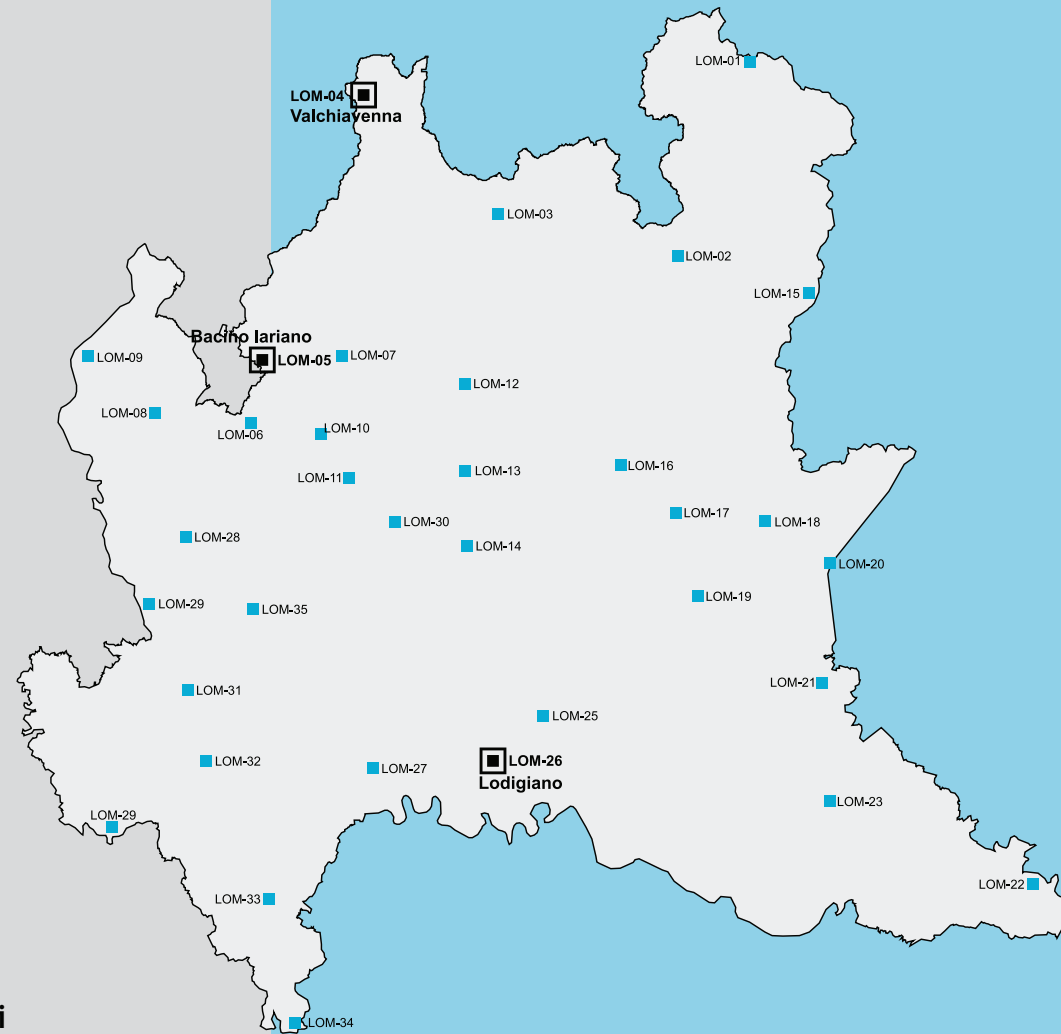 LOM-01
LOM-04
Valchiavenna
LOM-03
LOM-02
LOM-15
Bacino lariano
LOM-05
LOM-09
LOM-07
LOM-12
LOM-08
LOM-06
LOM-10
LOM-11
LOM-13
LOM-16
LOM-30
LOM-17
LOM-18
LOM-28
LOM-14
LOM-20
LOM-29
LOM-35
LOM-19
LOM-31
LOM-21
LOM-25
LOM-32
LOM-27
LOM-26
Lodigiano
LOM-29
LOM-23
LOM-22
LOM-33
i
LOM-34